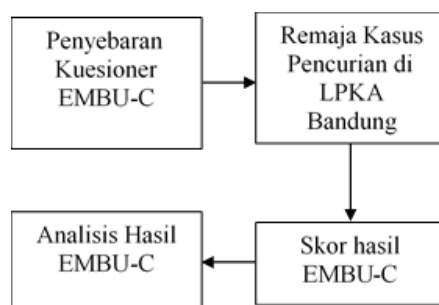 Penyebaran
Kuesioner
EMBU-C
Remaja Kasus
Pencurian di
LPKA
Bandung
Skor hasil
EMBU-C
Analisis Hasil
EMBU-C